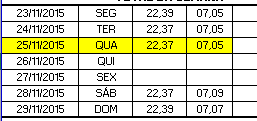 23/11/2015 SEG 22,39 07,05
24/11/2015 TER 22,37 07,05
25/11/2015 QUA 22,37 07,05
26/11/2015 QUI
27/11/2015 SEX
28/11/2015 SÁB 22,37 07,09
29/11/2015 DOM 22,39 07,07